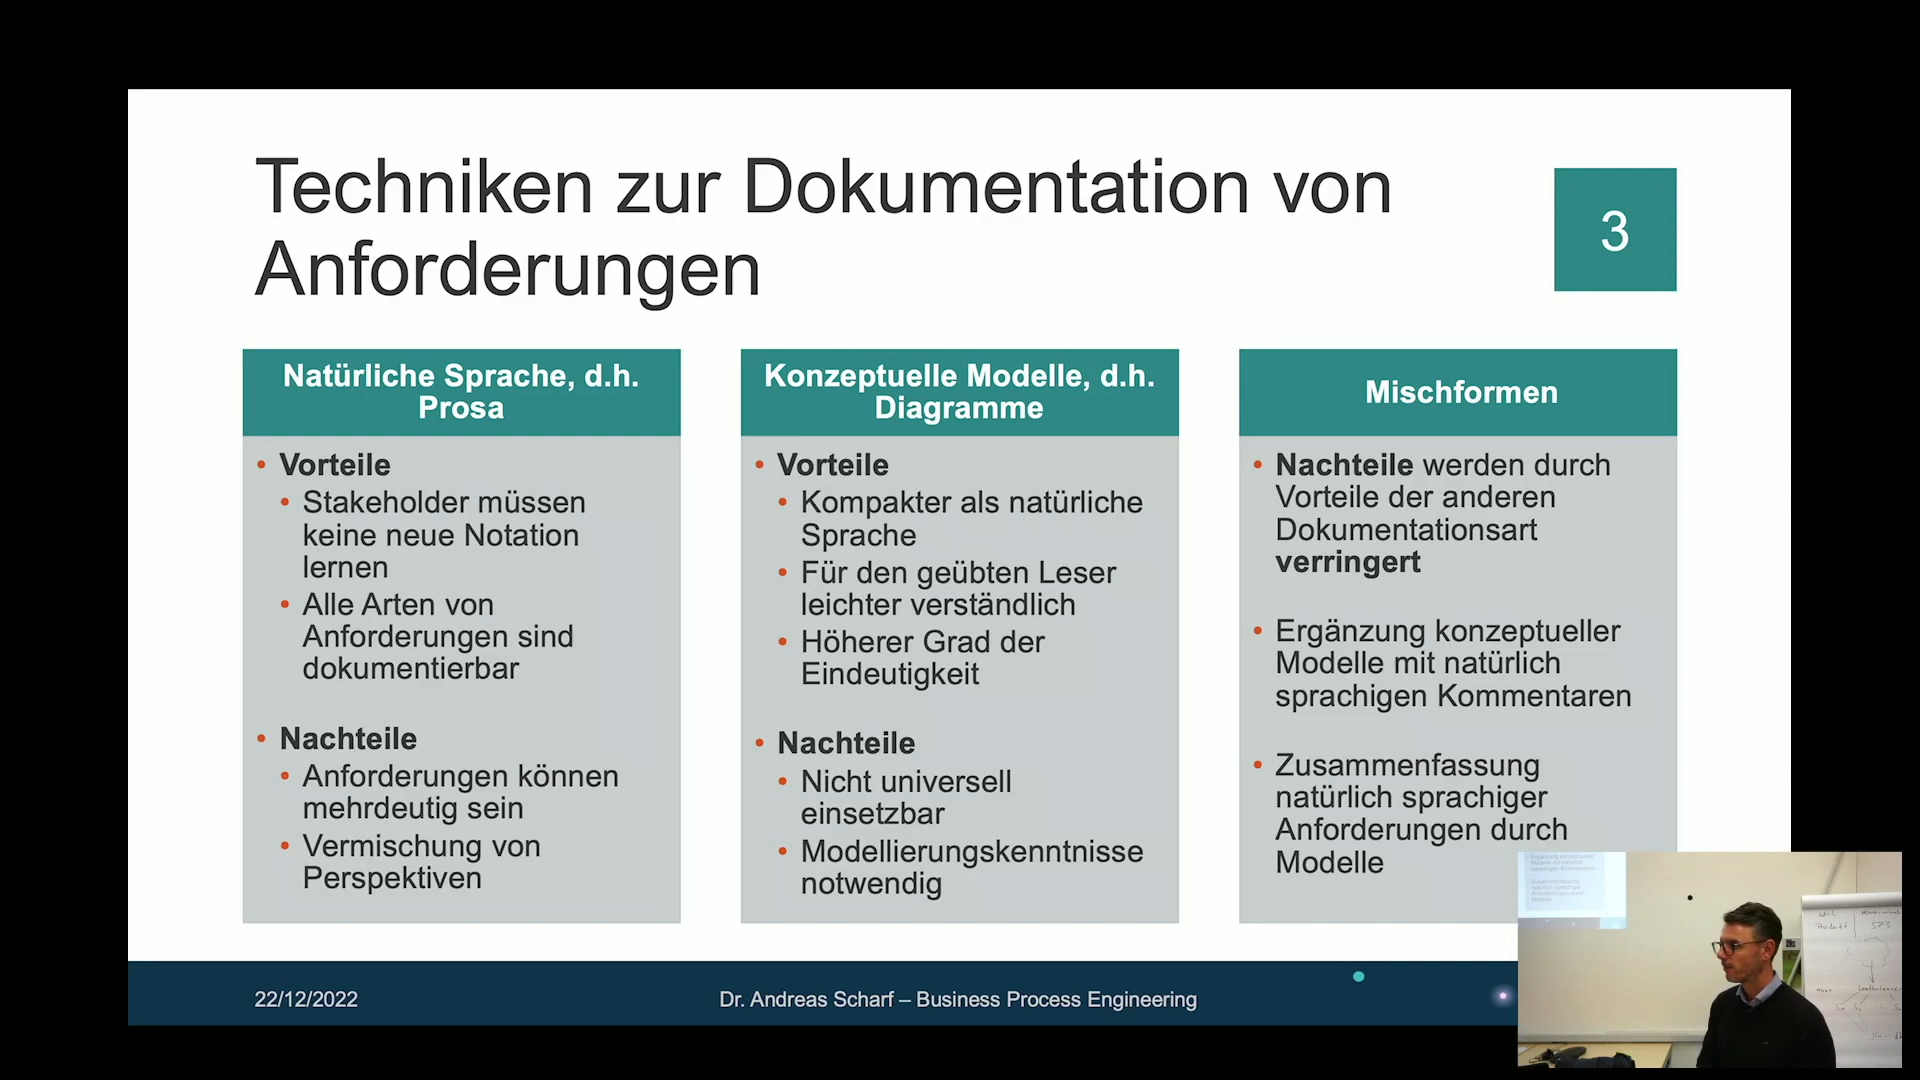 Techniken zur Dokumentation von
Anforderungen
3
Natürliche Sprache, d.h.
Prosa
• Vorteile
• Stakeholder müssen
keine neue Notation
lernen
• Alle Arten von
Anforderungen sind
dokumentierbar
• Nachteile
• Anforderungen können
mehrdeutig sein
• Vermischung von
Perspektiven
Konzeptuelle Modelle, d.h.
Diagramme
• Vorteile
• Kompakter als natürliche
Sprache
• Für den geübten Leser
leichter verständlich
• Höherer Grad der
Eindeutigkeit
• Nachteile
• Nicht universell
einsetzbar
• Modellierungskenntnisse
notwendig
Mischformen
• Nachteile werden durch
Vorteile der anderen
Dokumentationsart
verringert
• Ergänzung konzeptueller
Modelle mit natürlich
sprachigen Kommentaren
• Zusammenfassung
natürlich sprachiger
Anforderungen durch
Modelle
22/12/2022
Dr. Andreas Scharf – Business Process Engineering